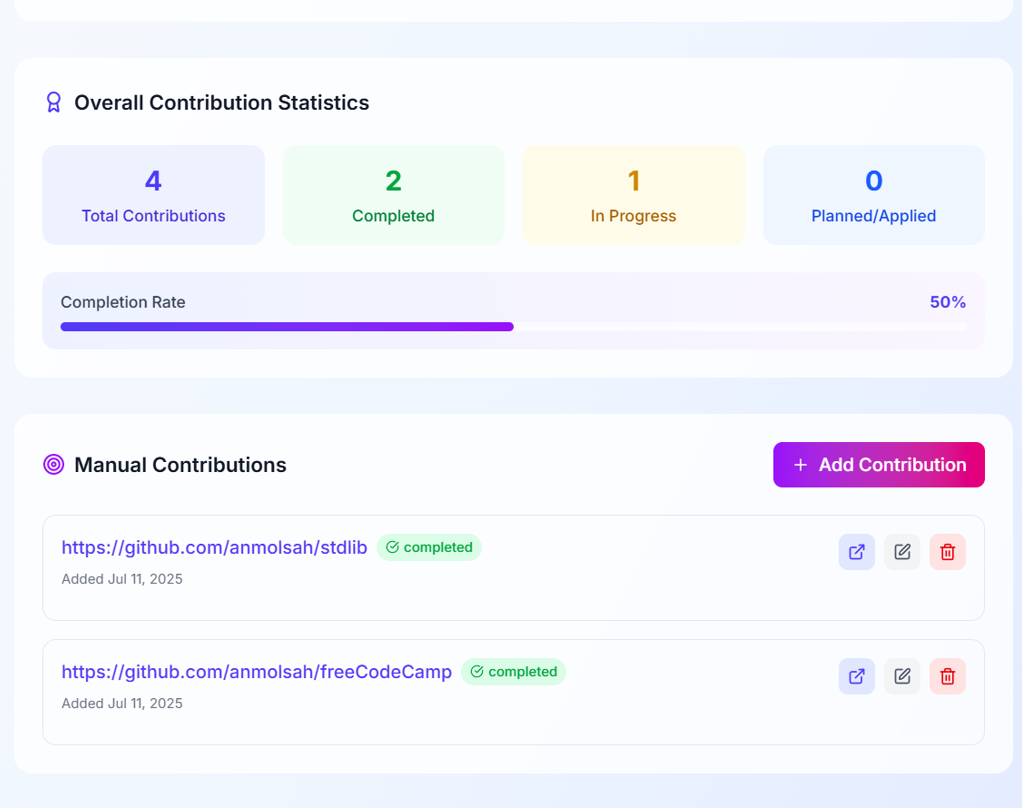 Overall Contribution Statistics
4
Total Contributions
2
Completed
1
In Progress
0
Planned/Applied
Completion Rate
50%
Manual Contributions
+ Add Contribution
https://github.com/anmolsah/stdlib completed
Added Jul 11, 2025
https://github.com/anmolsah/freeCodeCamp completed
Added Jul 11, 2025